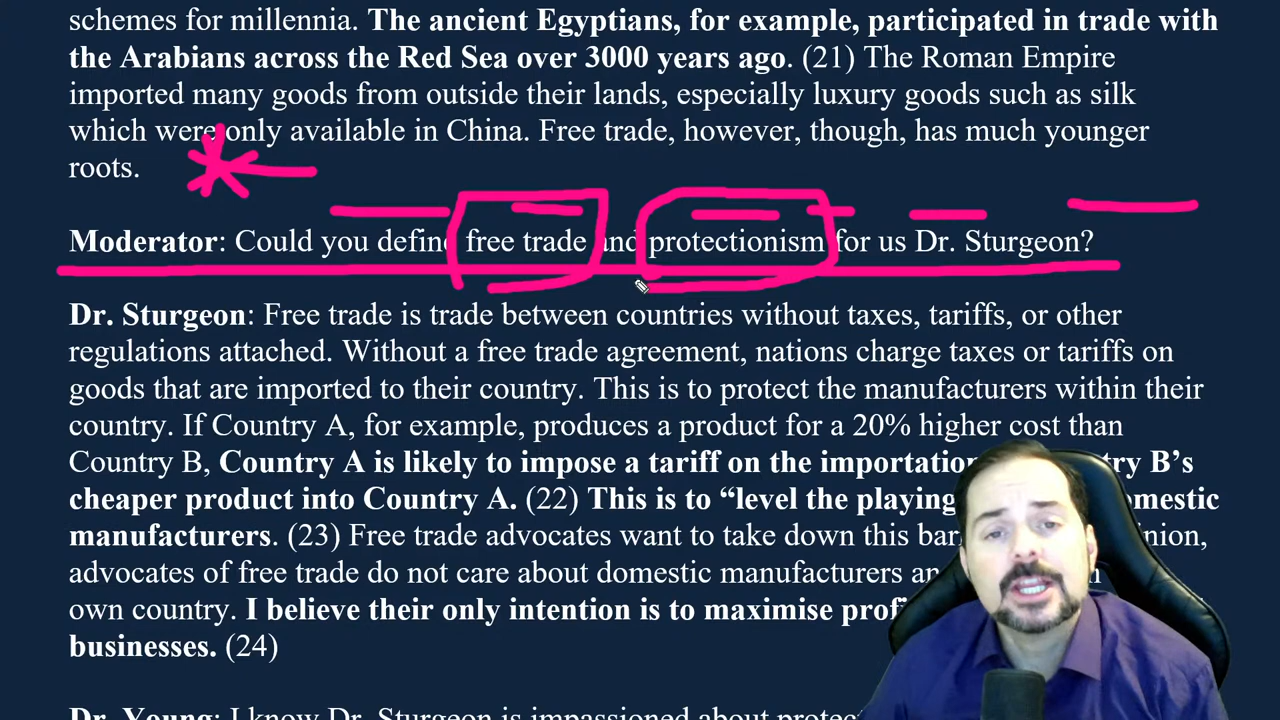 schemes for millennia. The ancient Egyptians, for example, participated in trade with
the Arabians across the Red Sea over 3000 years ago. (21) The Roman Empire
imported many goods from outside their lands, especially luxury goods such as silk
which were only available in China. Free trade, however, though, has much younger
roots.
Moderator: Could you define free trade and protectionism for us Dr. Sturgeon?
Dr. Sturgeon: Free trade is trade between countries without taxes, tariffs, or other
regulations attached. Without a free trade agreement, nations charge taxes or tariffs on
goods that are imported to their country. This is to protect the manufacturers within their
country. If Country A, for example, produces a product for a 20% higher cost than
Country B, Country A is likely to impose a tariff on the importation B’s
cheaper product into Country A. (22) This is to “level the playing
manufacturers. (23) Free trade advocates want to take down this
advocates of free trade do not care about domestic manufacturers
own country. I believe their only intention is to maximise
businesses. (24)
Dr. Young: I know Dr. Sturgeon is impassioned about